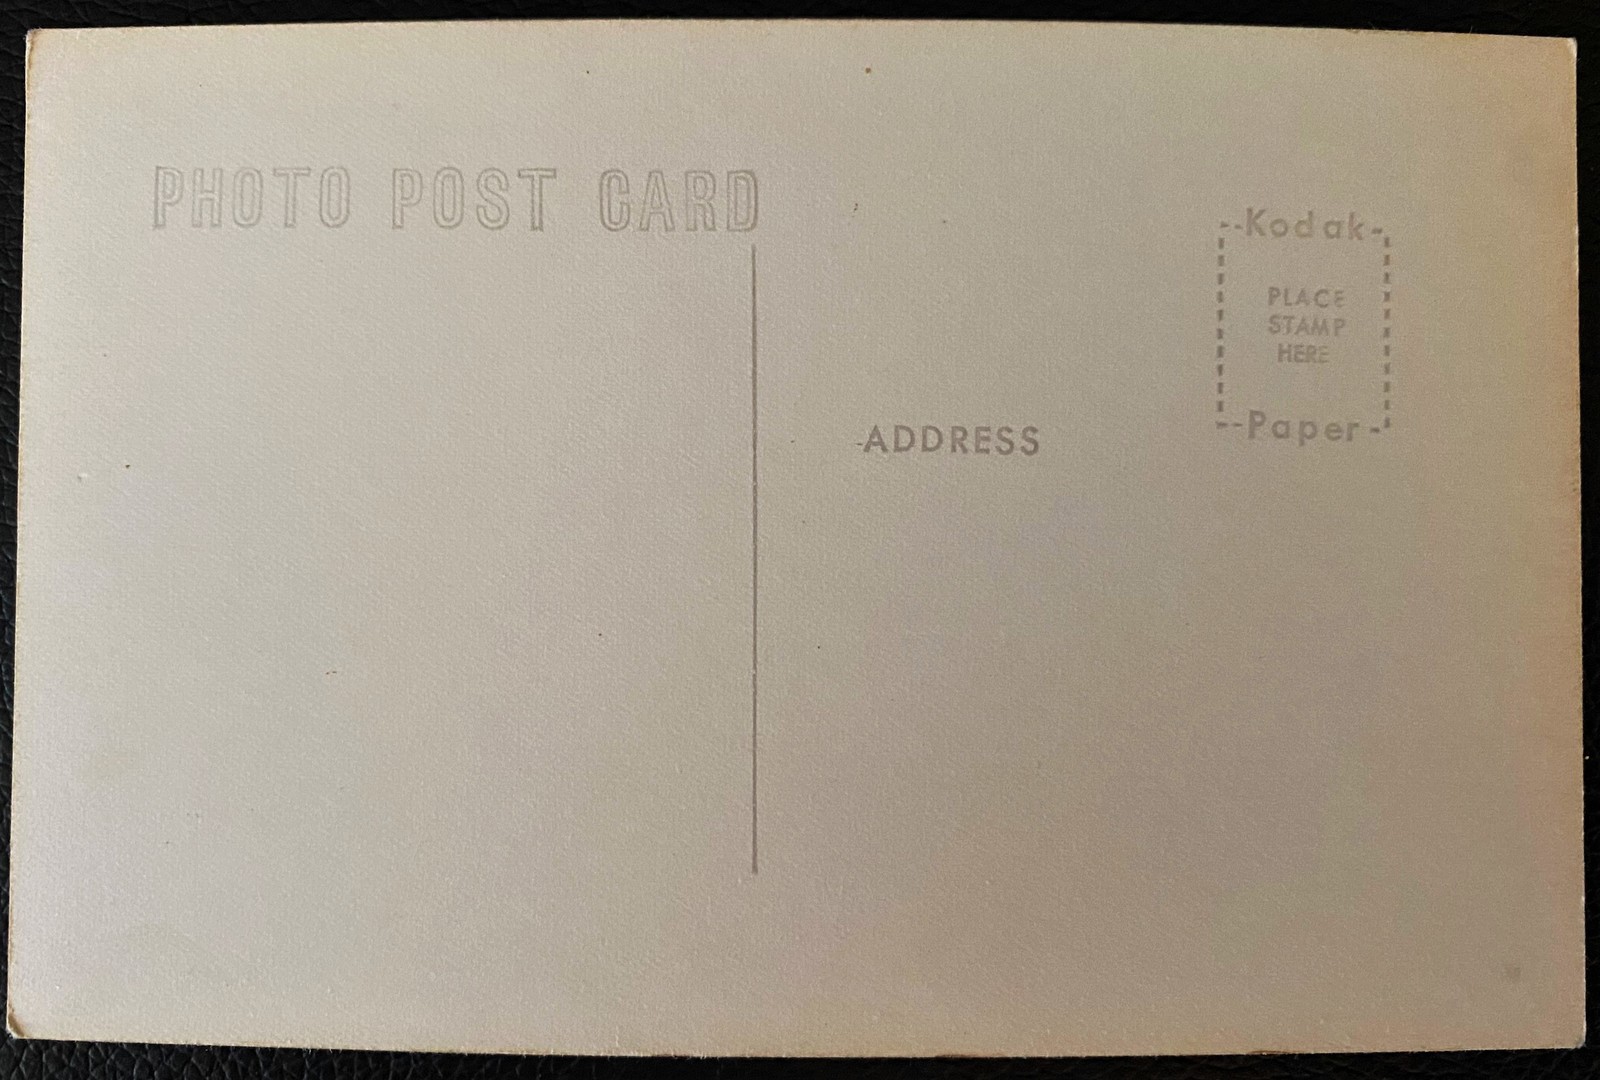 PHOTO POST CARD
Kodak
PLACE
STAMP
HERE
Paper
ADDRESS